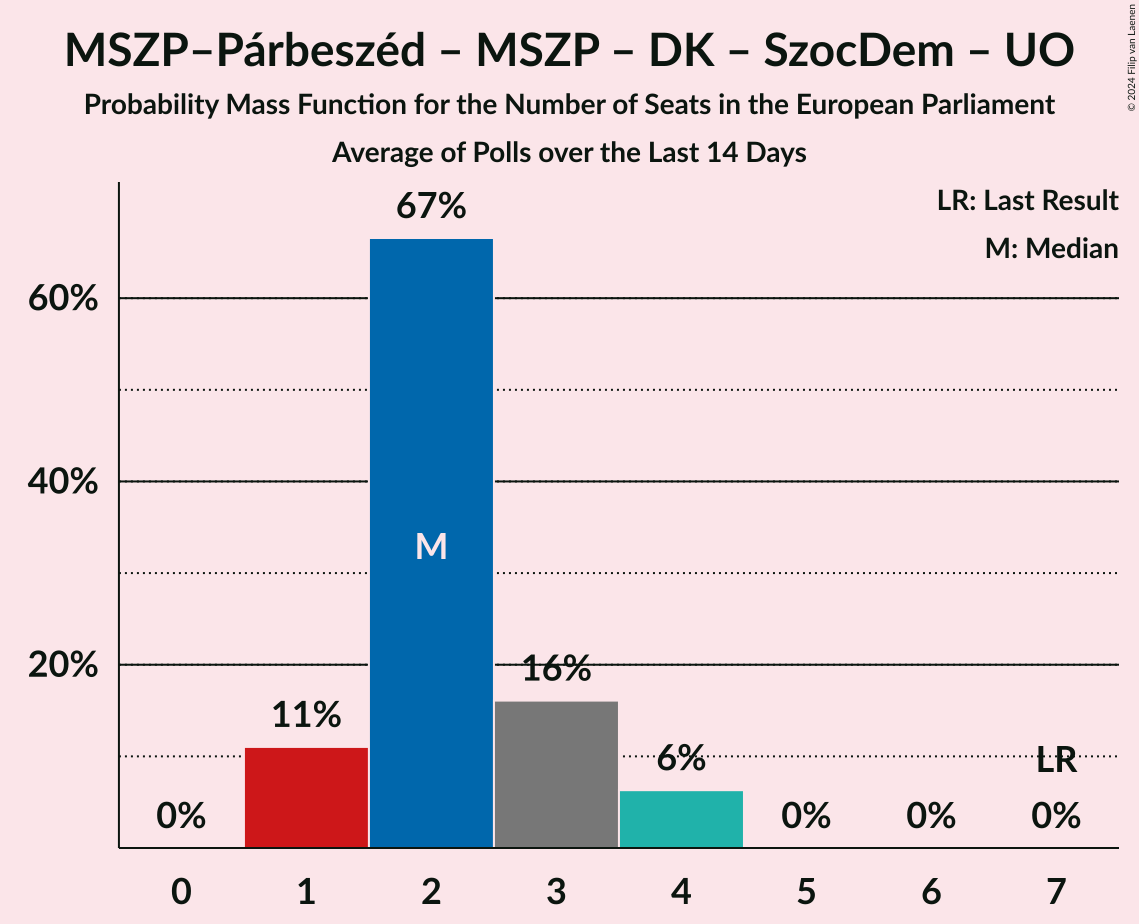 MSZP–Párbeszéd – MSZP – DK – SzocDem – UO
Probability Mass Function for the Number of Seats in the European Parliament
Average of Polls over the Last 14 Days
© 2024 Filip van Laenen
LR: Last Result
M: Median
67%
60%
40%
M
20%
16%
11%
6%
LR
0%
0%
0%
0%
0 1 2 3 4 5 6 7